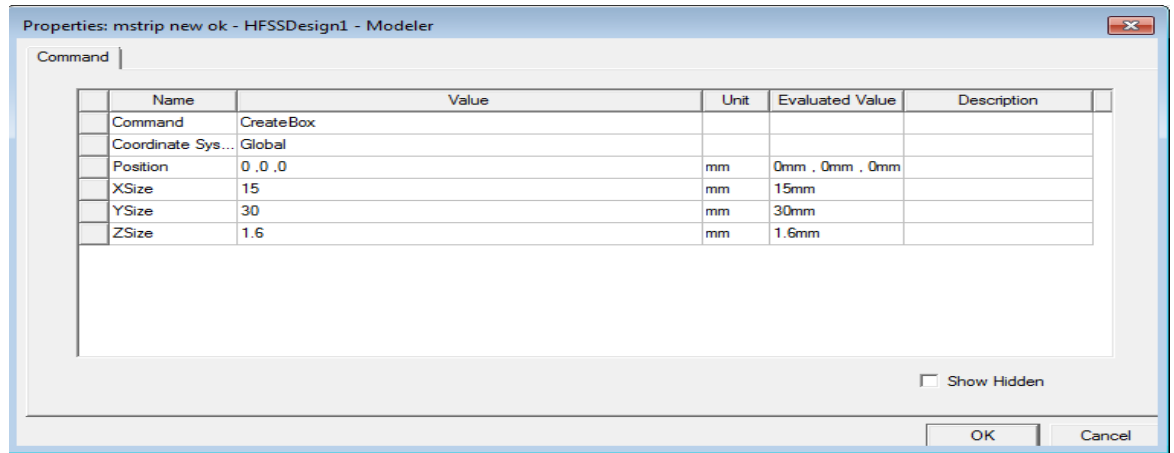 Properties: mstrip new ok - HFSSDesign1 - Modeler
Command
Name Value Unit Evaluated Value Description
Command CreateBox
Coordinate Sys... Global
Position 0 ,0 ,0 mm 0mm , 0mm , 0mm
XSize 15 mm 15mm
YSize 30 mm 30mm
ZSize 1.6 mm 1.6mm
Show Hidden
OK Cancel